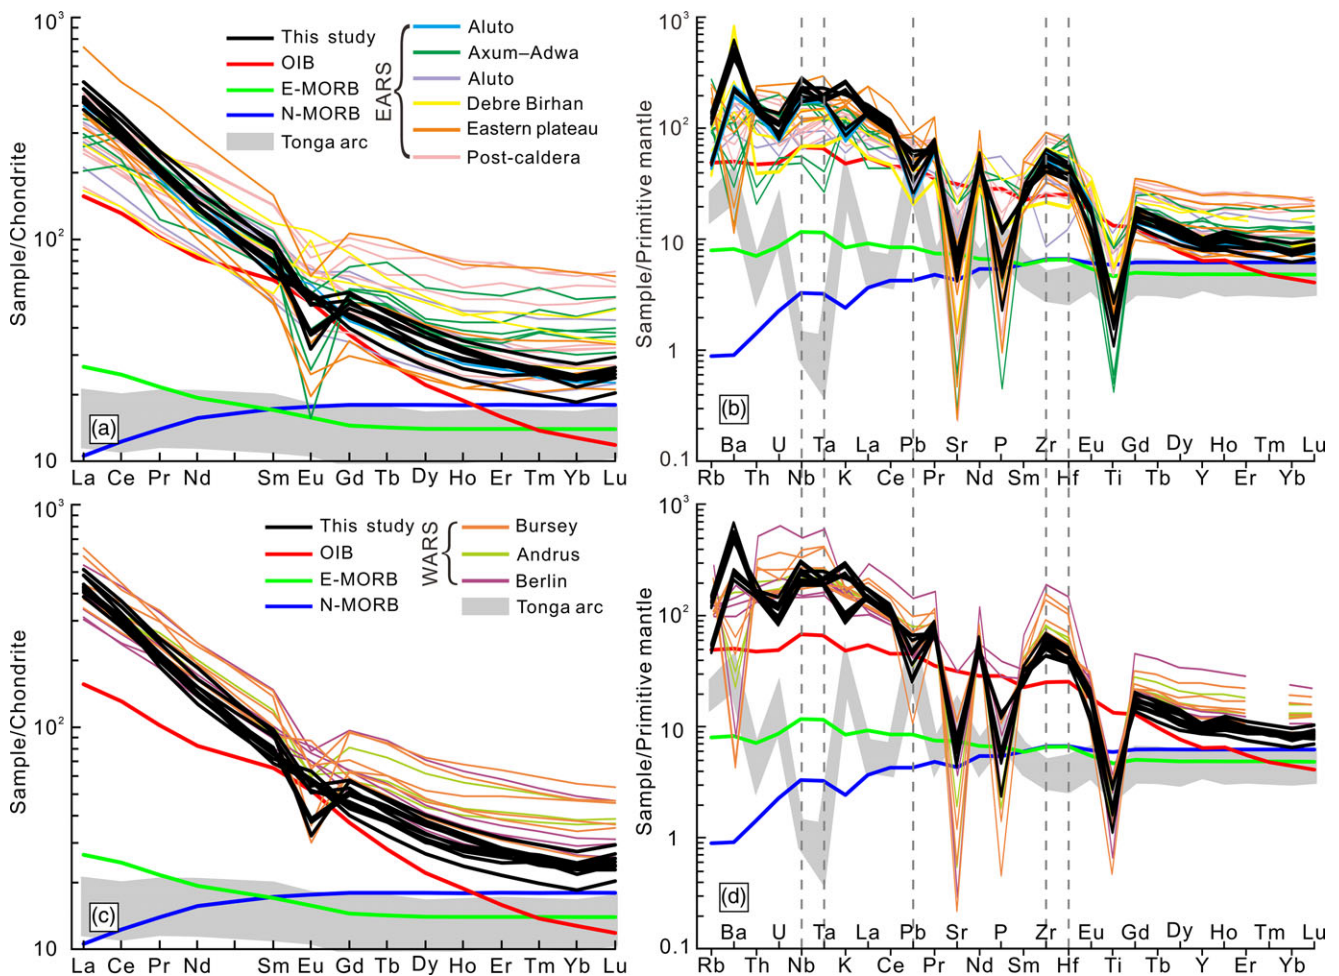 Sample/Chondrite
10³
10²
10
This study
OIB
E-MORB
N-MORB
Tonga arc
EARS
Aluto
Axum–Adwa
Aluto
Debre Birhan
Eastern plateau
Post-caldera
(a)
La Ce Pr Nd Sm Eu Gd Tb Dy Ho Er Tm Yb Lu
Sample/Primitive mantle
10³
10²
10
1
0.1
(b)
Ba U Ta La Pb Sr P Zr Eu Gd Dy Ho Tm Lu
Rb Th Nb K Ce Pr Nd Sm Hf Ti Tb Y Er Yb
Sample/Chondrite
10³
10²
10
This study
OIB
E-MORB
N-MORB
WARS
Bursey
Andrus
Berlin
Tonga arc
(c)
La Ce Pr Nd Sm Eu Gd Tb Dy Ho Er Tm Yb Lu
Sample/Primitive mantle
10³
10²
10
1
0.1
(d)
Ba U Ta La Pb Sr P Zr Eu Gd Dy Ho Tm Lu
Rb Th Nb K Ce Pr Nd Sm Hf Ti Tb Y Er Yb